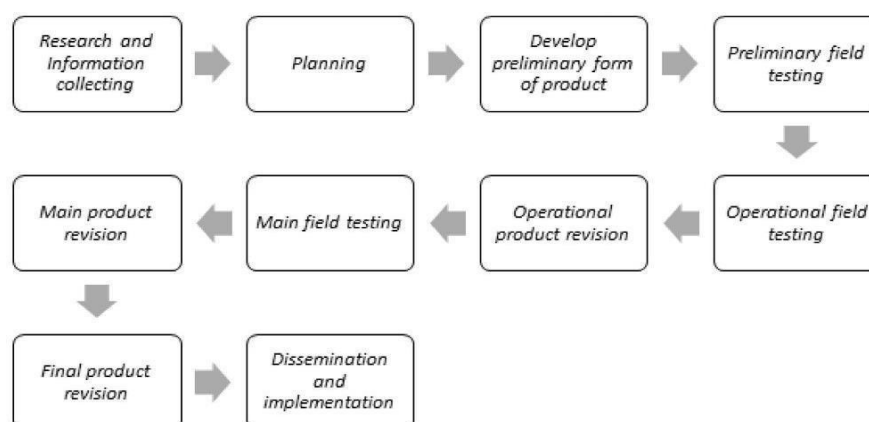 Research and
Information
collecting
Planning
Develop
preliminary form
of product
Preliminary field
testing
Operational field
testing
Operational
product revision
Main field testing
Main product
revision
Final product
revision
Dissemination
and
implementation